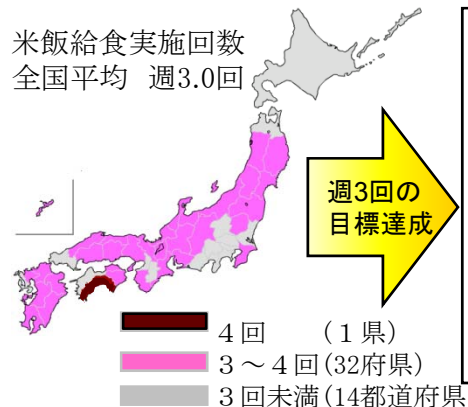 米飯給食実施回数
全国平均 週3.0回
週3回の
目標達成
4回 (1県)
3～4回(32府県)
3回未満(14都道府県